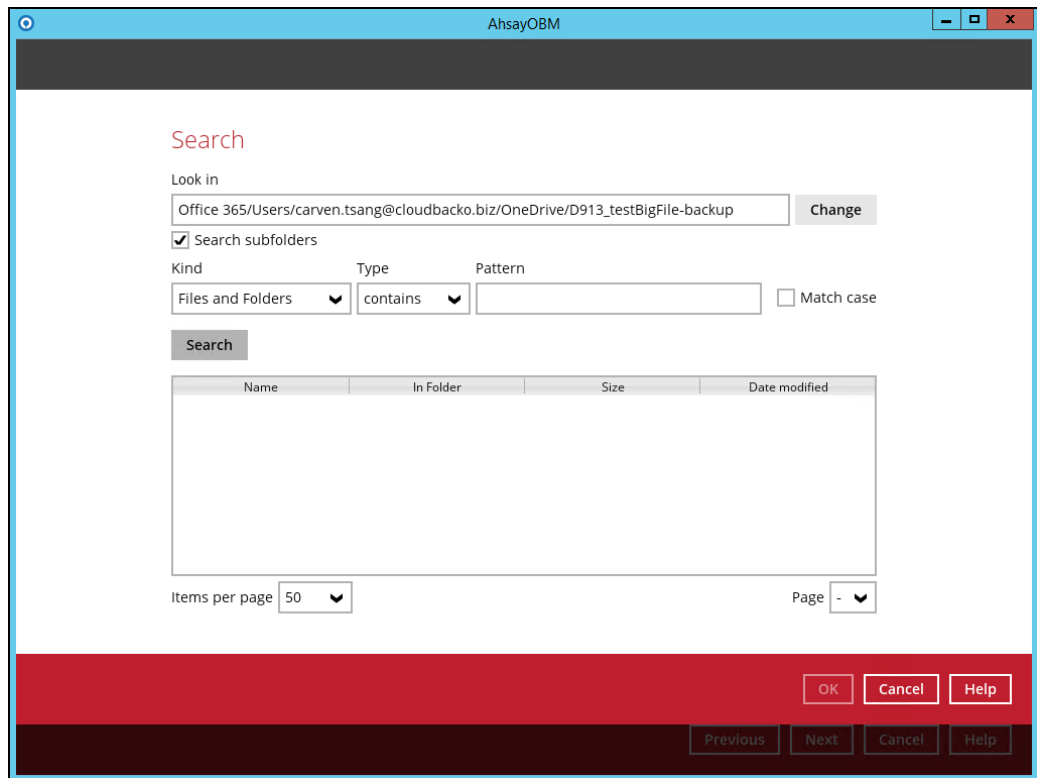 AhsayOBM
Search
Look in
Office 365/Users/carven.tsang@cloudbacko.biz/OneDrive/D913_testBigFile-backup Change
Search subfolders
Kind Type Pattern
Files and Folders contains Match case
Search
Name In Folder Size Date modified
Items per page 50 Page -
OK Cancel Help
Previous Next Cancel Help